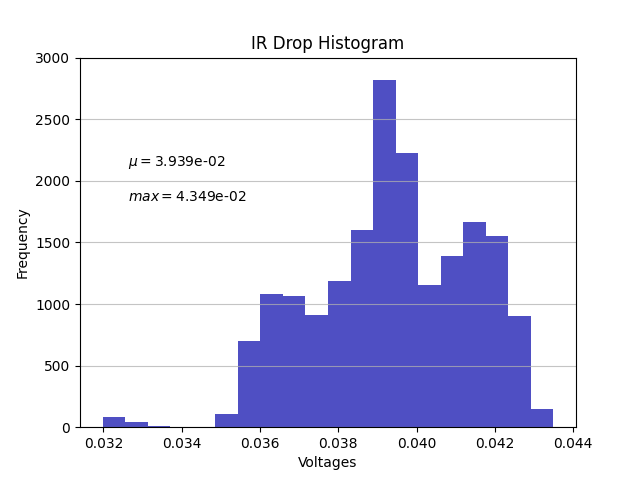 IR Drop Histogram
3000
2500
2000
1500
1000
500
0
Frequency
μ = 3.939e-02
max = 4.349e-02
0.032 0.034 0.036 0.038 0.040 0.042 0.044
Voltages